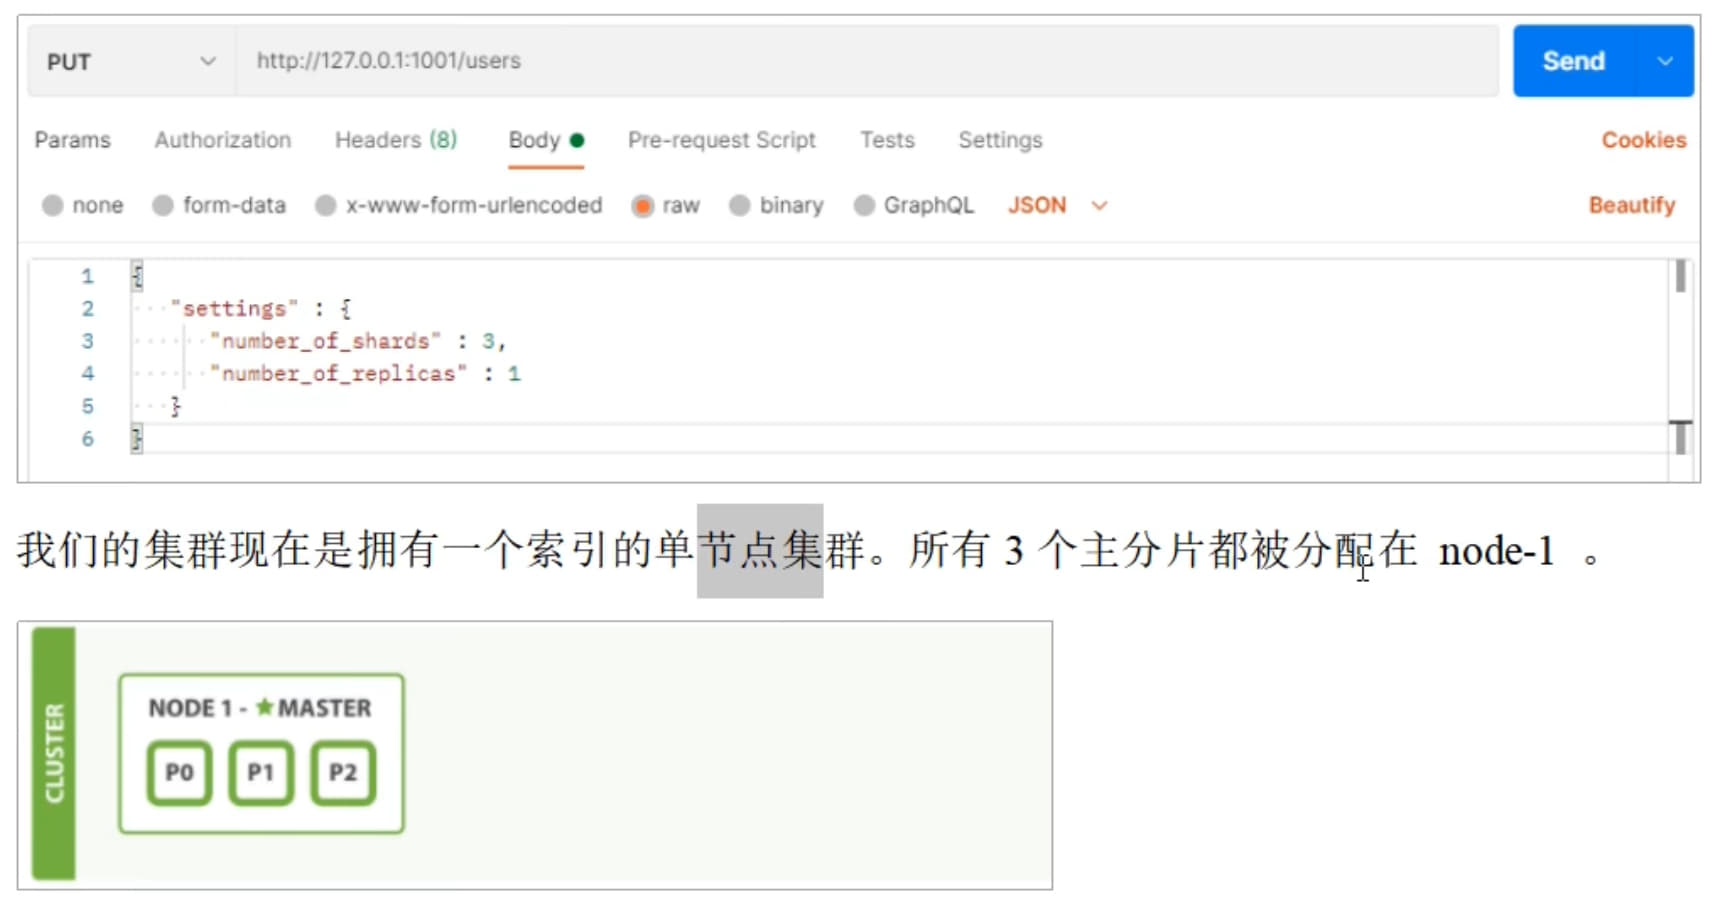 PUT http://127.0.0.1:1001/users Send
Params Authorization Headers (8) Body Pre-request Script Tests Settings Cookies
none form-data x-www-form-urlencoded raw binary GraphQL JSON Beautify
1 {
2 "settings" : {
3 "number_of_shards" : 3,
4 "number_of_replicas" : 1
5 }
6 }
我们的集群现在是拥有一个索引的单节点集群。所有 3 个主分片都被分配在 node-1 。
CLUSTER
NODE 1 - ★ MASTER
P0 P1 P2